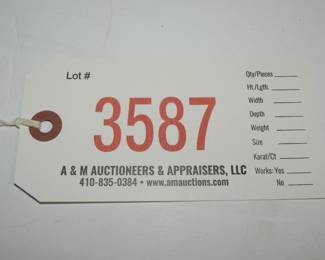 Lot #
3587
A & M AUCTIONEERS & APPRAISERS, LLC
410-835-0384 • www.amauctions.com
Qty/Pieces
Ht./Lgth.
Width
Depth
Weight
Size
Karat/Ct
Works: Yes
No